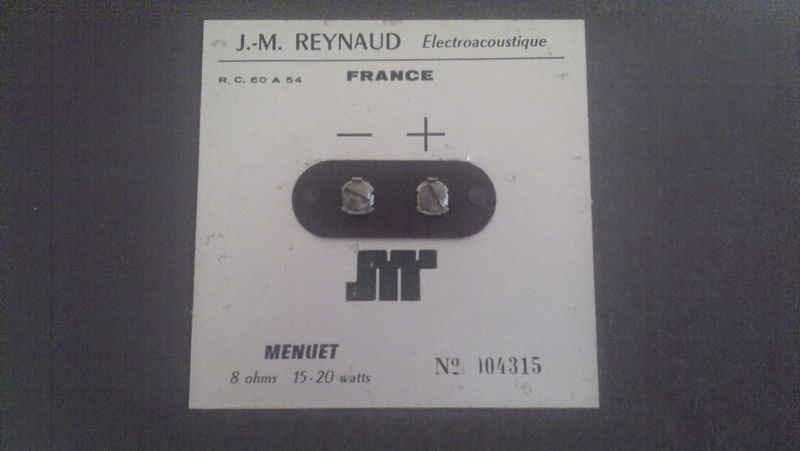 J.-M. REYNAUD Electroacoustique
R.C. 60 A 54 FRANCE
— +
JMr
MENUET
8 ohms 15-20 watts
Nº 004315